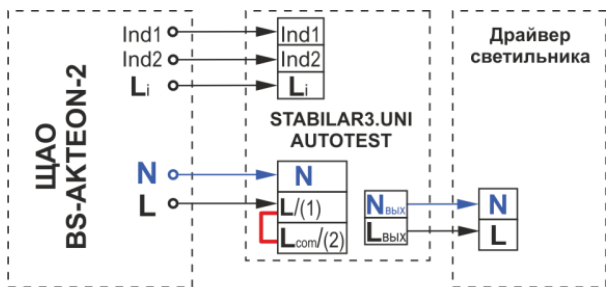 ЩАО
BS-AKTEON-2
Ind1
Ind2
Li
N
L
Ind1
Ind2
Li
STABILAR3.UNI
AUTOTEST
N
L/(1)
Lcom/(2)
Nвых
Lвых
Драйвер
светильника
N
L